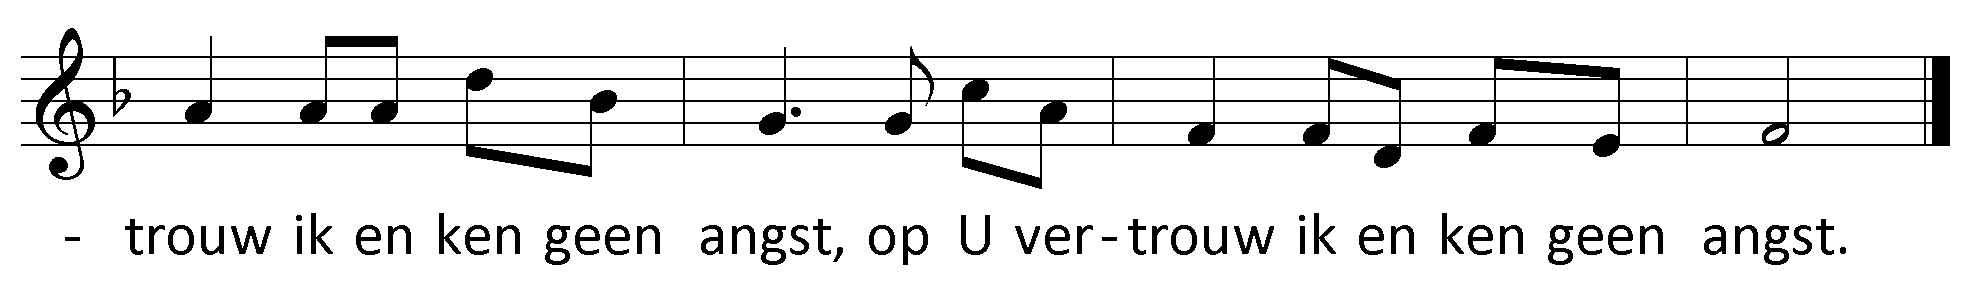 - trouw ik en ken geen angst, op U ver-trouw ik en ken geen angst.